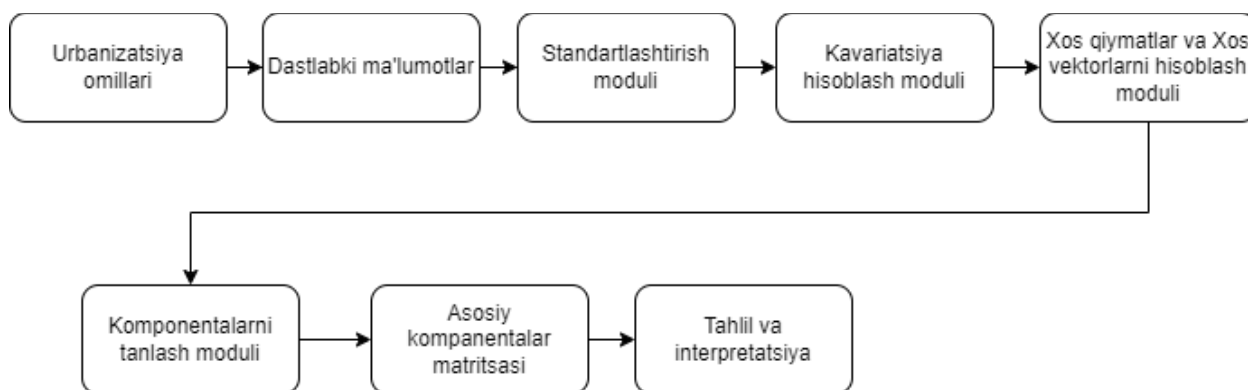 Urbanizatsiya
omillari
Dastlabki ma'lumotlar
Standartlashtirish
moduli
Kavariatsiya
hisoblash moduli
Xos qiymatlar va Xos
vektorlarni hisoblash
moduli
Komponentalarni
tanlash moduli
Asosiy
kompanentalar
matritsasi
Tahlil va
interpretatsiya